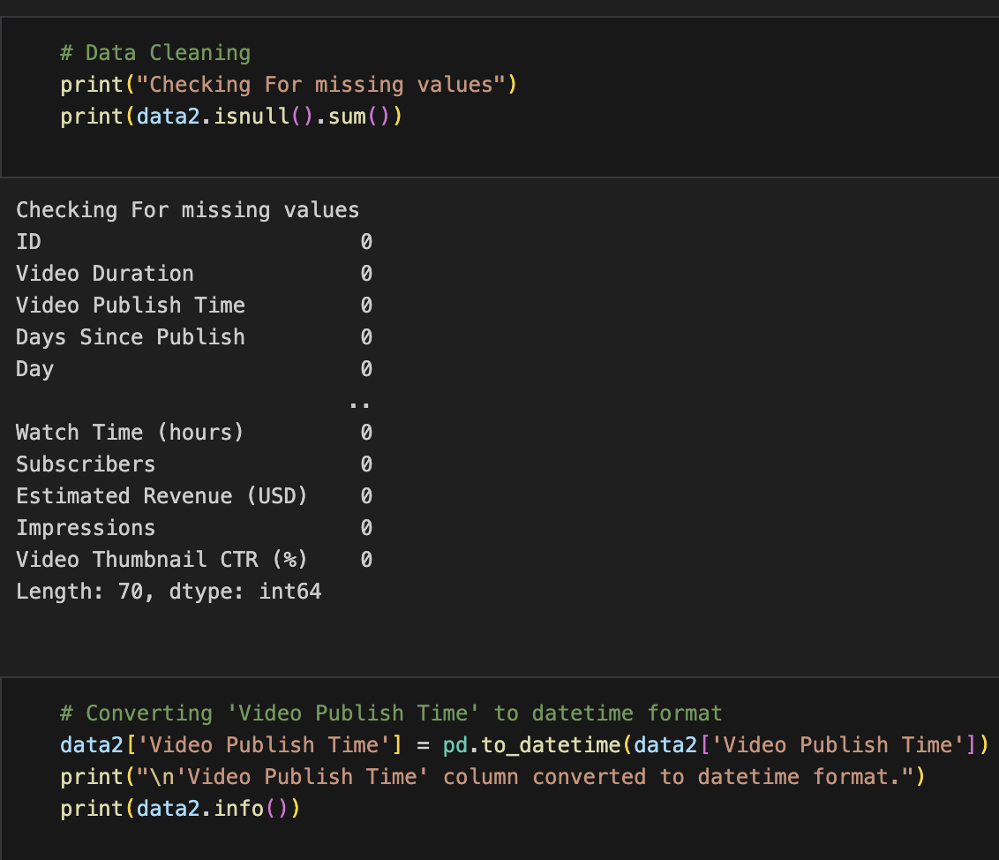 # Data Cleaning
print("Checking For missing values")
print(data2.isnull().sum())
Checking For missing values
ID 0
Video Duration 0
Video Publish Time 0
Days Since Publish 0
Day 0
..
Watch Time (hours) 0
Subscribers 0
Estimated Revenue (USD) 0
Impressions 0
Video Thumbnail CTR (%) 0
Length: 70, dtype: int64
# Converting 'Video Publish Time' to datetime format
data2['Video Publish Time'] = pd.to_datetime(data2['Video Publish Time'])
print("\n'Video Publish Time' column converted to datetime format.")
print(data2.info())